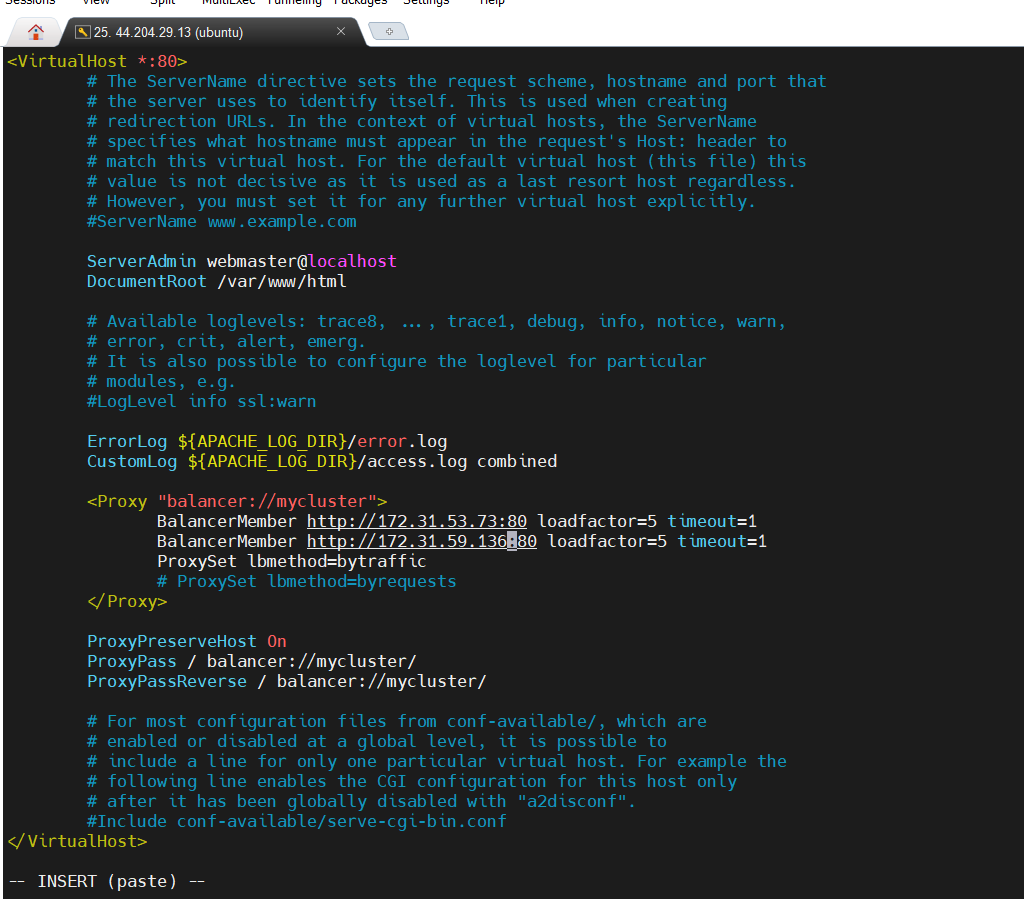 Sessions View Split MultiExec Tunneling Packages Settings Help
25. 44.204.29.13 (ubuntu)
<VirtualHost *:80>
# The ServerName directive sets the request scheme, hostname and port that
# the server uses to identify itself. This is used when creating
# redirection URLs. In the context of virtual hosts, the ServerName
# specifies what hostname must appear in the request's Host: header to
# match this virtual host. For the default virtual host (this file) this
# value is not decisive as it is used as a last resort host regardless.
# However, you must set it for any further virtual host explicitly.
#ServerName www.example.com
ServerAdmin webmaster@localhost
DocumentRoot /var/www/html
# Available loglevels: trace8, ..., trace1, debug, info, notice, warn,
# error, crit, alert, emerg.
# It is also possible to configure the loglevel for particular
# modules, e.g.
#LogLevel info ssl:warn
ErrorLog ${APACHE_LOG_DIR}/error.log
CustomLog ${APACHE_LOG_DIR}/access.log combined
<Proxy "balancer://mycluster">
BalancerMember http://172.31.53.73:80 loadfactor=5 timeout=1
BalancerMember http://172.31.59.136:80 loadfactor=5 timeout=1
ProxySet lbmethod=bytraffic
# ProxySet lbmethod=byrequests
</Proxy>
ProxyPreserveHost On
ProxyPass / balancer://mycluster/
ProxyPassReverse / balancer://mycluster/
# For most configuration files from conf-available/, which are
# enabled or disabled at a global level, it is possible to
# include a line for only one particular virtual host. For example the
# following line enables the CGI configuration for this host only
# after it has been globally disabled with "a2disconf".
#Include conf-available/serve-cgi-bin.conf
</VirtualHost>
-- INSERT (paste) --